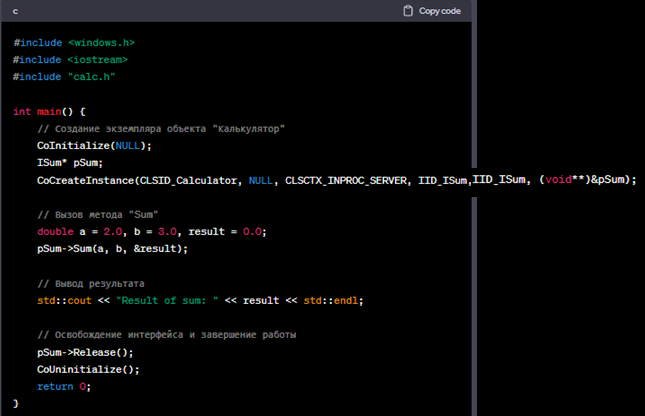 c
Copy code
#include <windows.h>
#include <iostream>
#include "calc.h"
int main() {
// Создание экземпляра объекта "Калькулятор"
CoInitialize(NULL);
ISum* pSum;
CoCreateInstance(CLSID_Calculator, NULL, CLSCTX_INPROC_SERVER, IID_ISum,IID_ISum, (void**)&pSum);
// Вызов метода "Sum"
double a = 2.0, b = 3.0, result = 0.0;
pSum->Sum(a, b, &result);
// Вывод результата
std::cout << "Result of sum: " << result << std::endl;
// Освобождение интерфейса и завершение работы
pSum->Release();
CoUninitialize();
return 0;
}